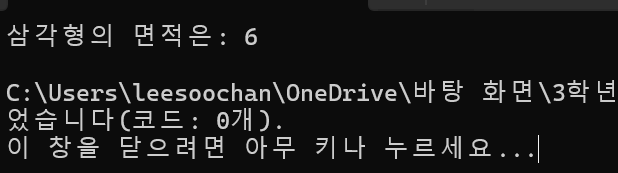 삼각형의 면적은: 6
C:\Users\leesoochan\OneDrive\바탕 화면\3학년
었습니다(코드: 0개).
이 창을 닫으려면 아무 키나 누르세요...